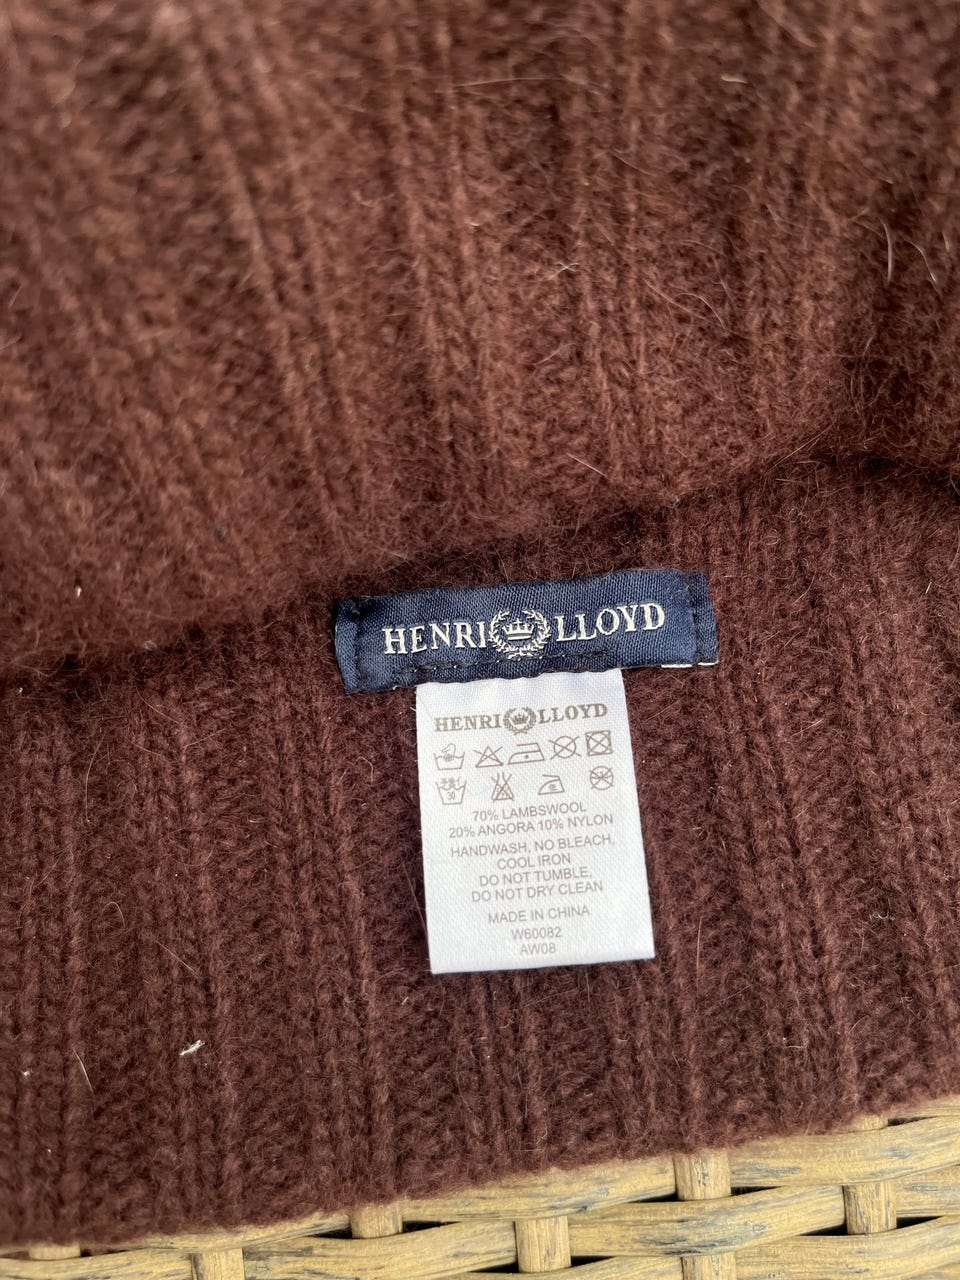 HENRI LLOYD
HENRI LLOYD
30
70% LAMBSWOOL
20% ANGORA 10% NYLON
HANDWASH, NO BLEACH,
COOL IRON
DO NOT TUMBLE,
DO NOT DRY CLEAN
MADE IN CHINA
W60082
AW08